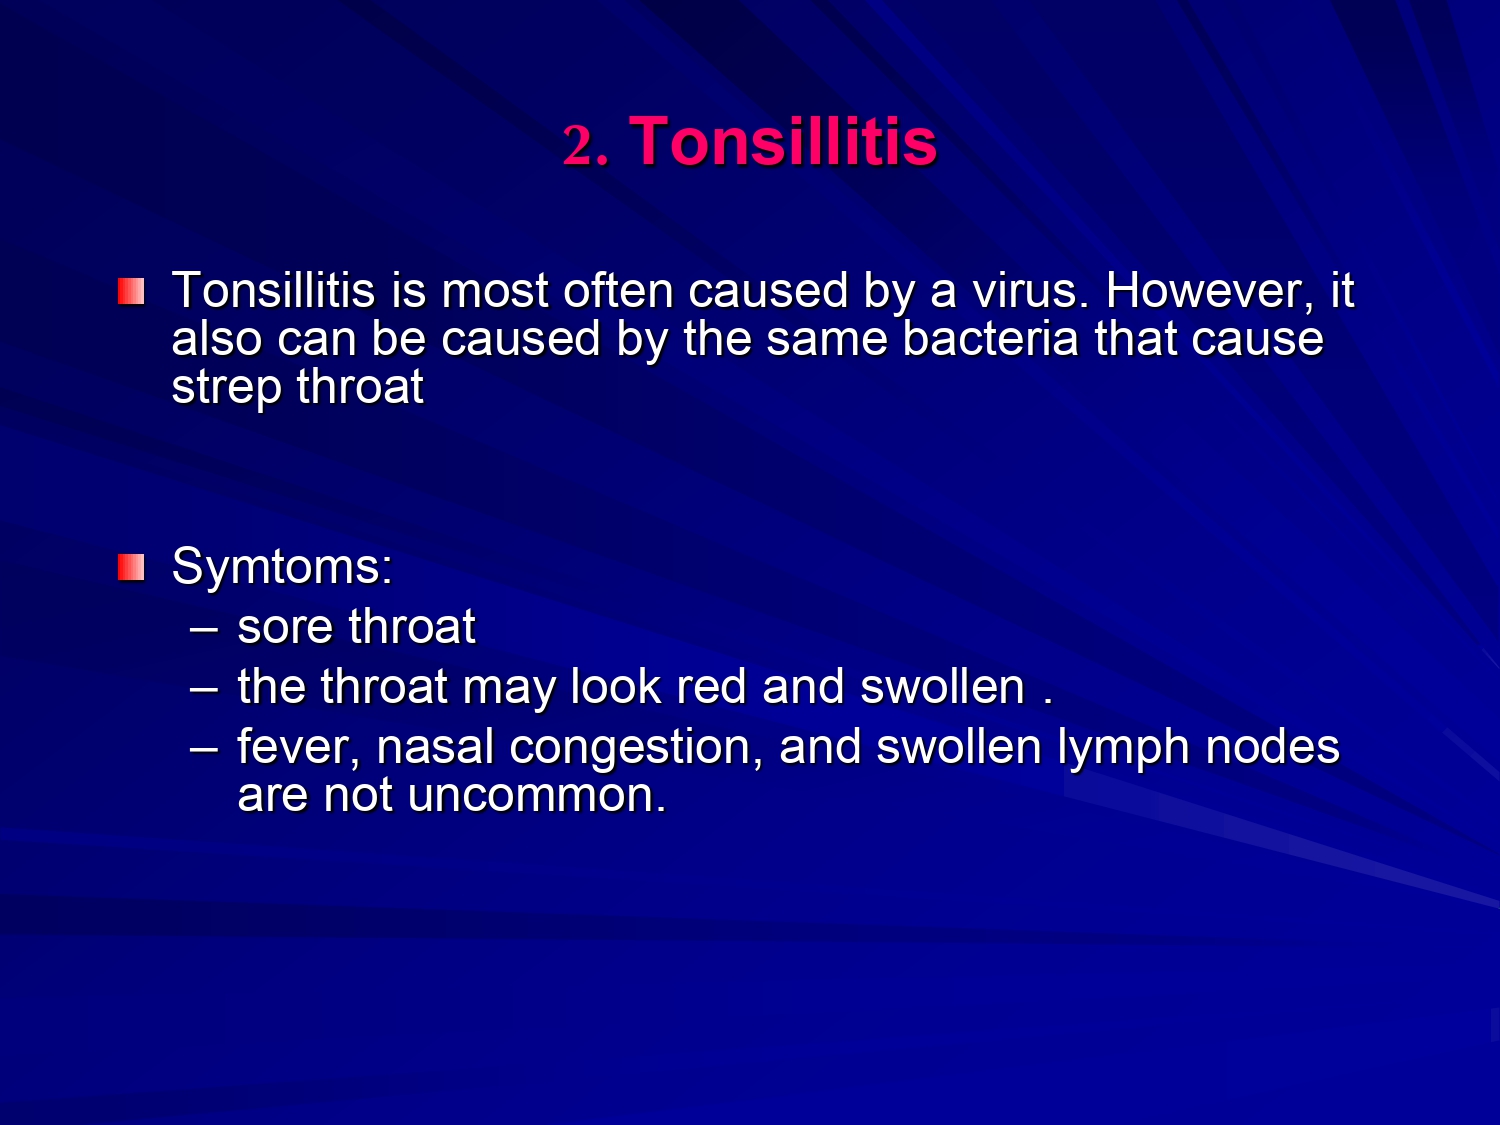 2. Tonsillitis
Tonsillitis is most often caused by a virus. However, it
also can be caused by the same bacteria that cause
strep throat
Symtoms:
– sore throat
– the throat may look red and swollen .
– fever, nasal congestion, and swollen lymph nodes
are not uncommon.